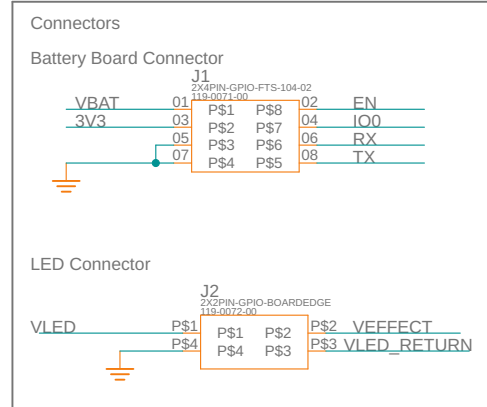 Connectors
Battery Board Connector
J1
2X4PIN-GPIO-FTS-104-02
119-0071-00
VBAT 01 P$1 P$8 02 EN
3V3 03 P$2 P$7 04 IO0
05 P$3 P$6 06 RX
07 P$4 P$5 08 TX
LED Connector
J2
2X2PIN-GPIO-BOARDEDGE
119-0072-00
VLED P$1 P$1 P$2 P$2 VEFFECT
P$4 P$4 P$3 P$3 VLED_RETURN